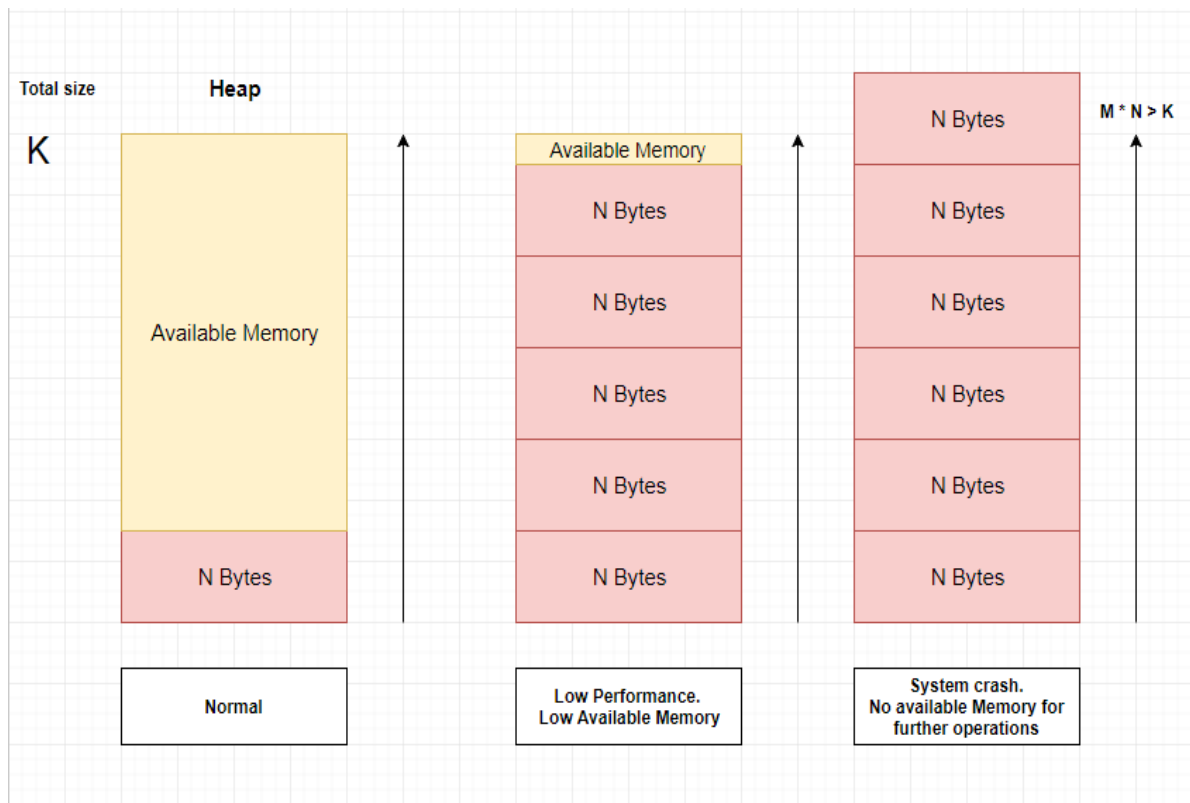 Total size
Heap
K
Available Memory
N Bytes
Normal
Available Memory
N Bytes
N Bytes
N Bytes
N Bytes
N Bytes
Low Performance.
Low Available Memory
N Bytes
N Bytes
N Bytes
N Bytes
N Bytes
N Bytes
M * N > K
System crash.
No available Memory for
further operations